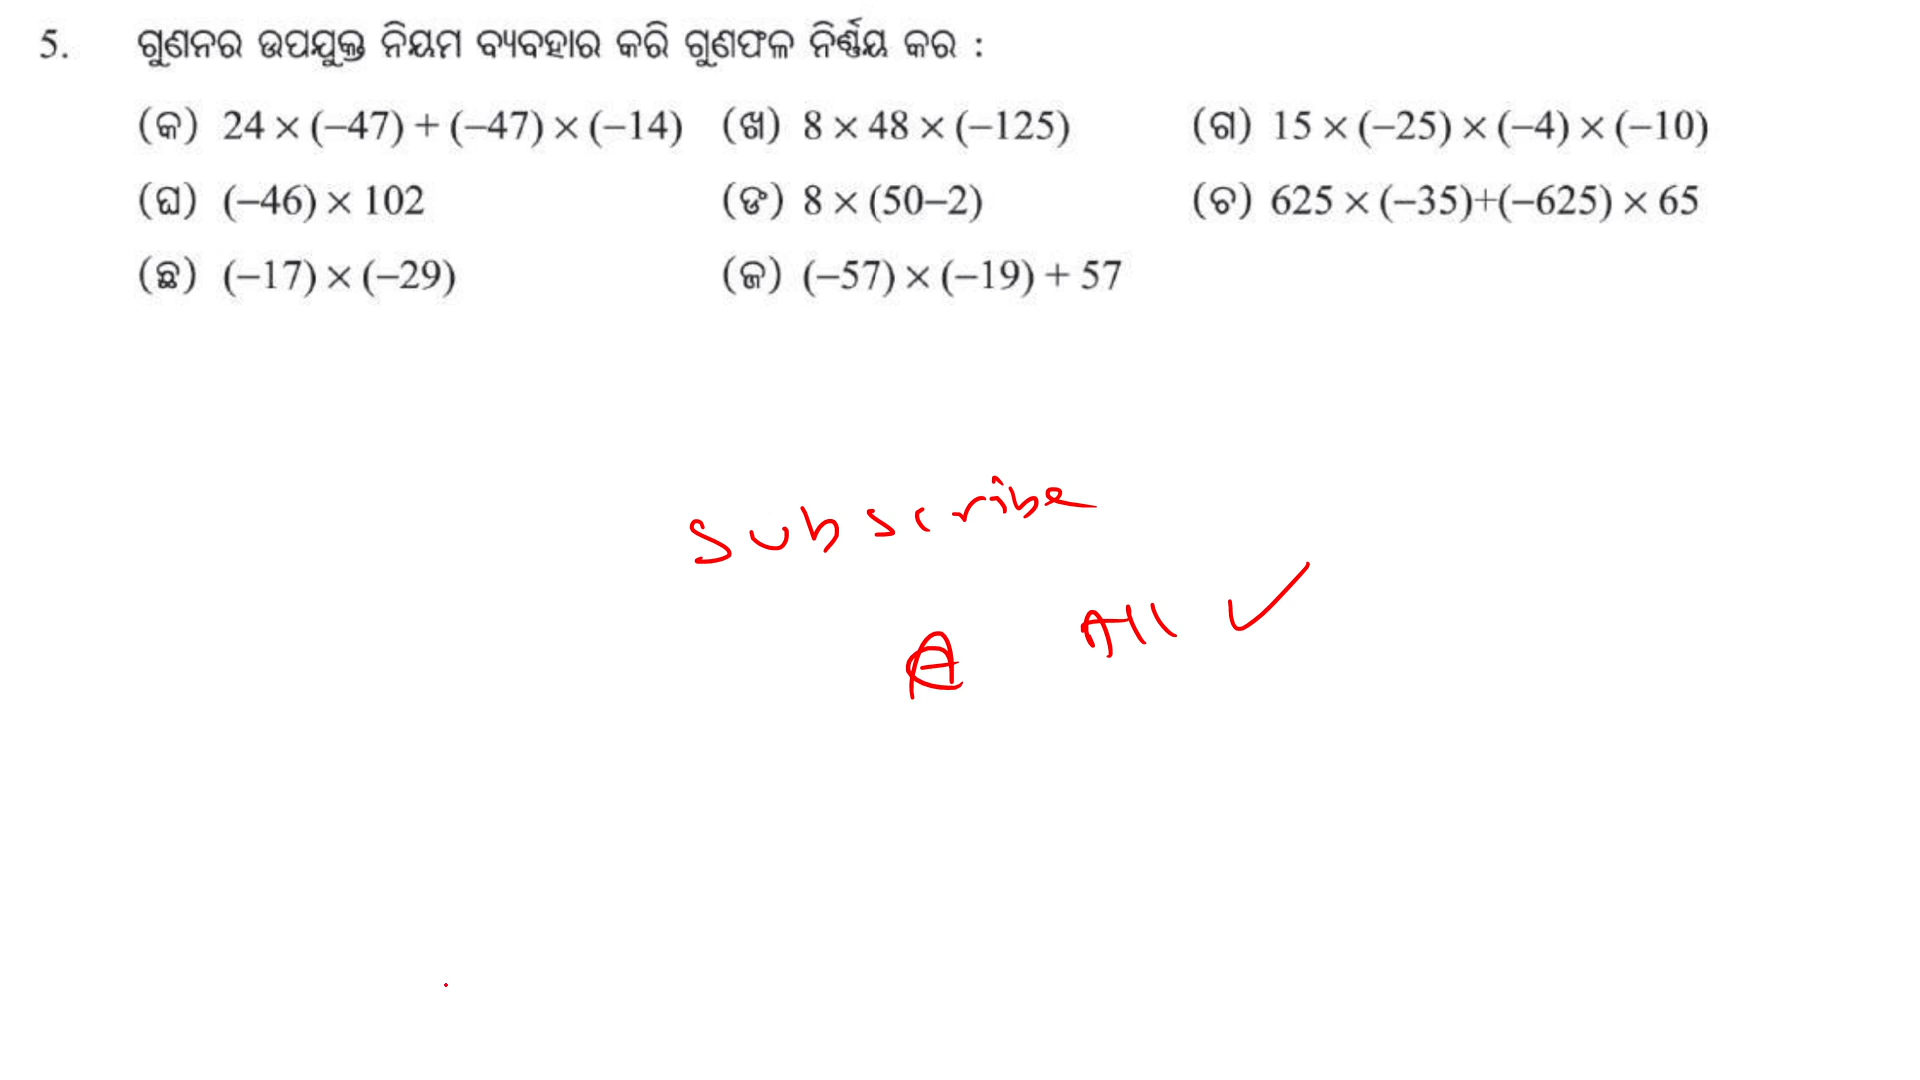 5. ଗୁଣନର ଉପଯୁକ୍ତ ନିୟମ ବ୍ୟବହାର କରି ଗୁଣଫଳ ନିର୍ଣ୍ଣୟ କର :
(କ) 24 × (–47) + (–47) × (–14) (ଖ) 8 × 48 × (–125) (ଗ) 15 × (–25) × (–4) × (–10)
(ଘ) (–46) × 102 (ଙ) 8 × (50–2) (ଚ) 625 × (–35)+(–625) × 65
(ଛ) (–17) × (–29) (ଜ) (–57) × (–19) + 57
Subscribe
All